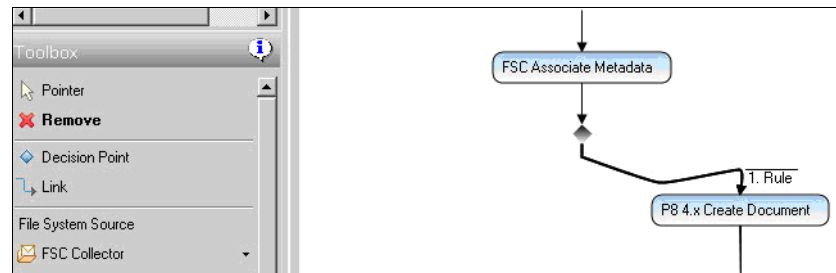 Toolbox
Pointer
Remove
Decision Point
Link
File System Source
FSC Collector
FSC Associate Metadata
1. Rule
P8 4.x Create Document